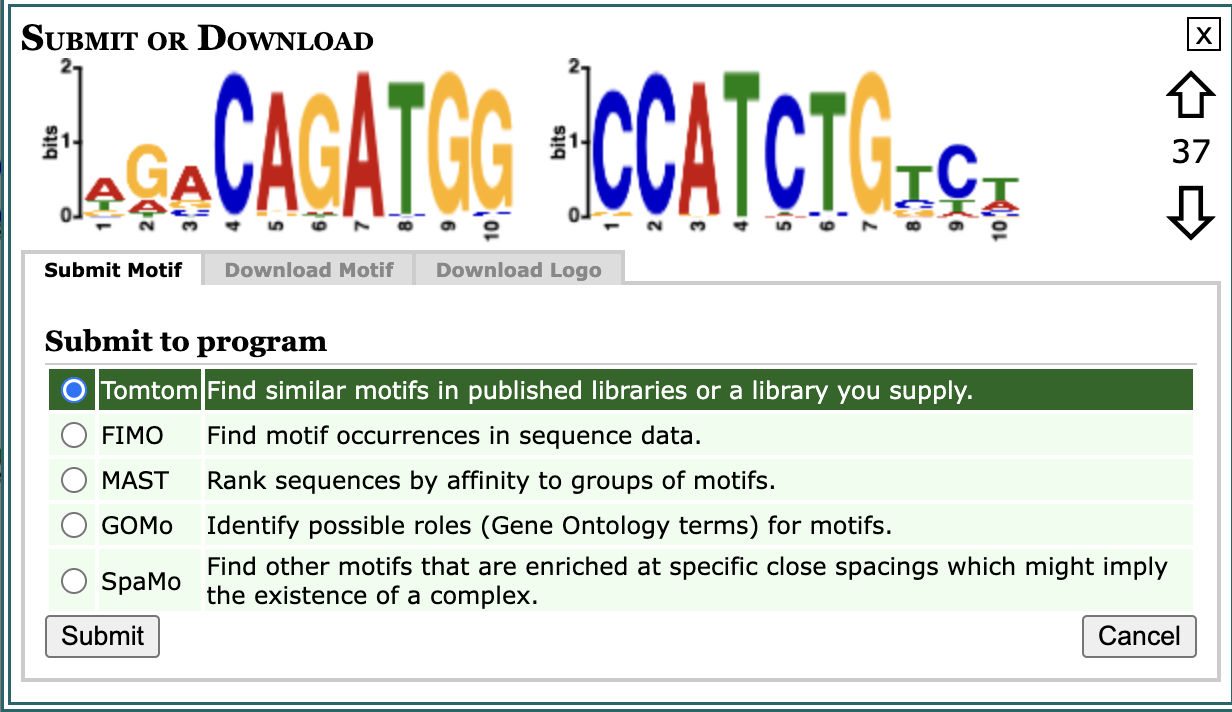 SUBMIT OR DOWNLOAD
X
2
1
0
bits
AGACAGATGG
1 2 3 4 5 6 7 8 9 10
2
1
0
bits
CCATCTGTCT
1 2 3 4 5 6 7 8 9 10
37
Submit Motif
Download Motif
Download Logo
Submit to program
Tomtom Find similar motifs in published libraries or a library you supply.
FIMO Find motif occurrences in sequence data.
MAST Rank sequences by affinity to groups of motifs.
GOMo Identify possible roles (Gene Ontology terms) for motifs.
SpaMo Find other motifs that are enriched at specific close spacings which might imply
the existence of a complex.
Submit
Cancel